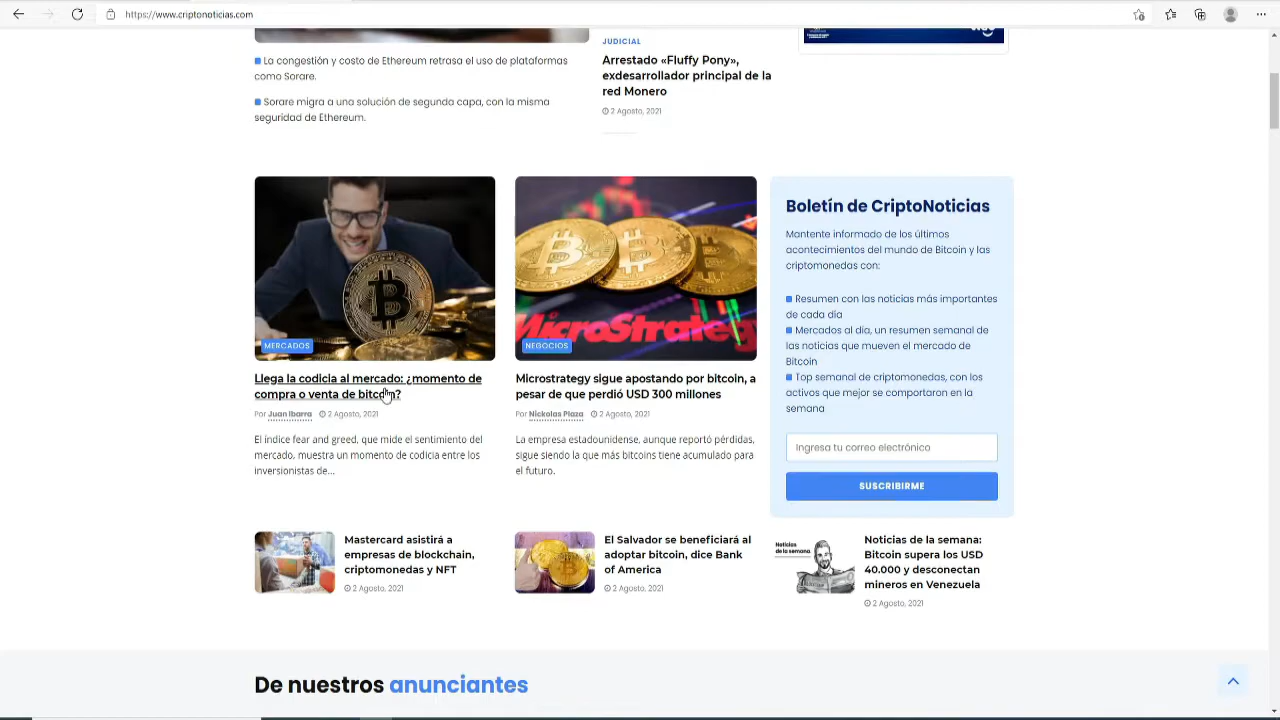 https://www.criptonoticias.com
La congestión y costo de Ethereum retrasa el uso de plataformas
como Sorare.
Sorare migra a una solución de segunda capa, con la misma
seguridad de Ethereum.
JUDICIAL
Arrestado «Fluffy Pony»,
exdesarrollador principal de la
red Monero
2 Agosto, 2021
MERCADOS
Llega la codicia al mercado: ¿momento de
compra o venta de bitcoin?
Por Juan Ibarra 2 Agosto, 2021
El índice fear and greed, que mide el sentimiento del
mercado, muestra un momento de codicia entre los
inversionistas de...
MicroStrategy
NEGOCIOS
Microstrategy sigue apostando por bitcoin, a
pesar de que perdió USD 300 millones
Por Nickolas Plaza 2 Agosto, 2021
La empresa estadounidense, aunque reportó pérdidas,
sigue siendo la que más bitcoins tiene acumulado para
el futuro.
Boletín de CriptoNoticias
Mantente informado de los últimos
acontecimientos del mundo de Bitcoin y las
criptomonedas con:
Resumen con las noticias más importantes
de cada día
Mercados al día, un resumen semanal de
las noticias que mueven el mercado de
Bitcoin
Top semanal de criptomonedas, con los
activos que mejor se comportaron en la
semana
Ingresa tu correo electrónico
SUSCRIBIRME
Mastercard asistirá a
empresas de blockchain,
criptomonedas y NFT
2 Agosto, 2021
El Salvador se beneficiará al
adoptar bitcoin, dice Bank
of America
2 Agosto, 2021
Noticias
de la semana
Noticias de la semana:
Bitcoin supera los USD
40.000 y desconectan
mineros en Venezuela
2 Agosto, 2021
De nuestros anunciantes